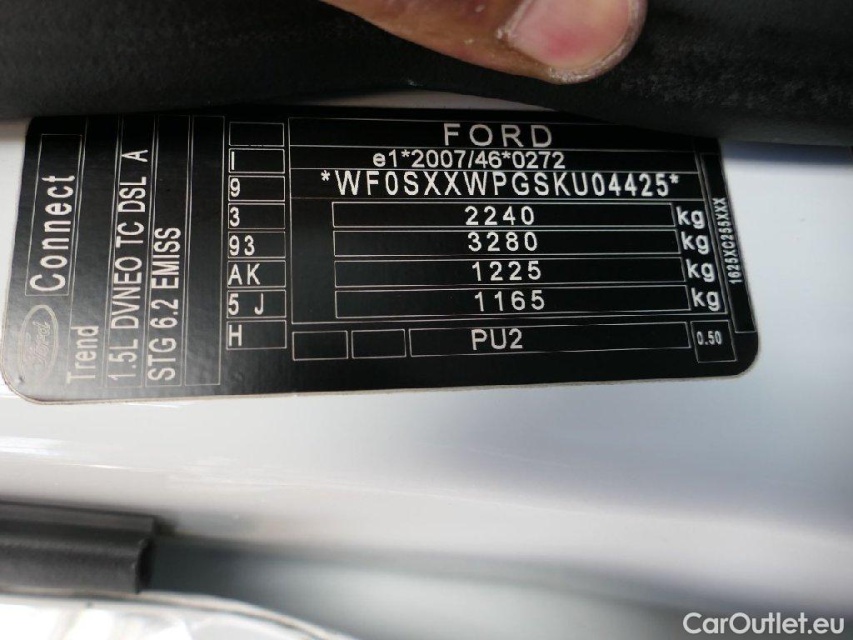 FORD
e1*2007/46*0272
*WF0SXXWPGSKU04425*
2240 kg
3280 kg
1225 kg
1165 kg
PU2
0.50
I
9
3
93
AK
5 J
H
Connect
Ford
Trend
1.5L DVNEO TC DSL A
STG 6.2 EMISS
1625XC255XXX
CarOutlet.eu